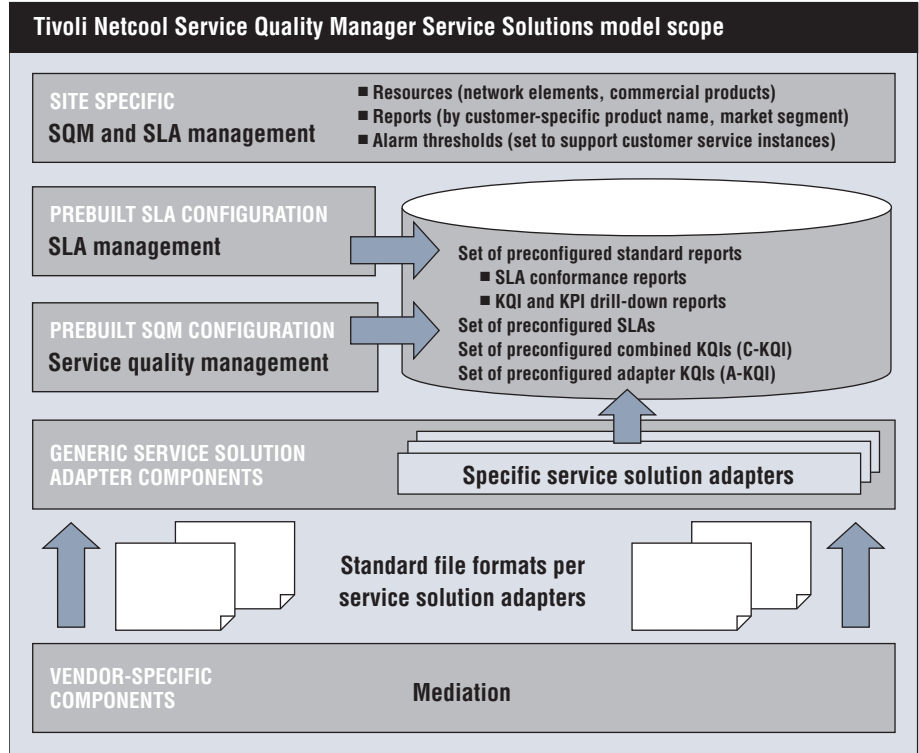 Tivoli Netcool Service Quality Manager Service Solutions model scope
SITE SPECIFIC
SQM and SLA management
■ Resources (network elements, commercial products)
■ Reports (by customer-specific product name, market segment)
■ Alarm thresholds (set to support customer service instances)
PREBUILT SLA CONFIGURATION
SLA management
PREBUILT SQM CONFIGURATION
Service quality management
Set of preconfigured standard reports
■ SLA conformance reports
■ KQI and KPI drill-down reports
Set of preconfigured SLAs
Set of preconfigured combined KQIs (C-KQI)
Set of preconfigured adapter KQIs (A-KQI)
GENERIC SERVICE SOLUTION
ADAPTER COMPONENTS
Specific service solution adapters
Standard file formats per
service solution adapters
VENDOR-SPECIFIC
COMPONENTS
Mediation